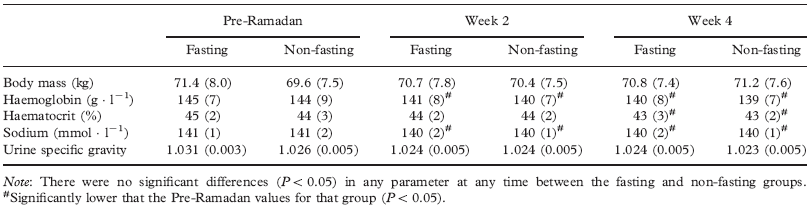 Pre-Ramadan Week 2 Week 4
Fasting Non-fasting Fasting Non-fasting Fasting Non-fasting
Body mass (kg) 71.4 (8.0) 69.6 (7.5) 70.7 (7.8) 70.4 (7.5) 70.8 (7.4) 71.2 (7.6)
Haemoglobin (g · l−1) 145 (7) 144 (9) 141 (8)# 140 (7)# 140 (8)# 139 (7)#
Haematocrit (%) 45 (2) 44 (3) 44 (2) 44 (2) 43 (3)# 43 (2)#
Sodium (mmol · l−1) 141 (1) 141 (2) 140 (2)# 140 (1)# 140 (2)# 140 (1)#
Urine specific gravity 1.031 (0.003) 1.026 (0.005) 1.024 (0.005) 1.024 (0.005) 1.024 (0.005) 1.023 (0.005)
Note: There were no significant differences (P < 0.05) in any parameter at any time between the fasting and non-fasting groups.
#Significantly lower that the Pre-Ramadan values for that group (P < 0.05).